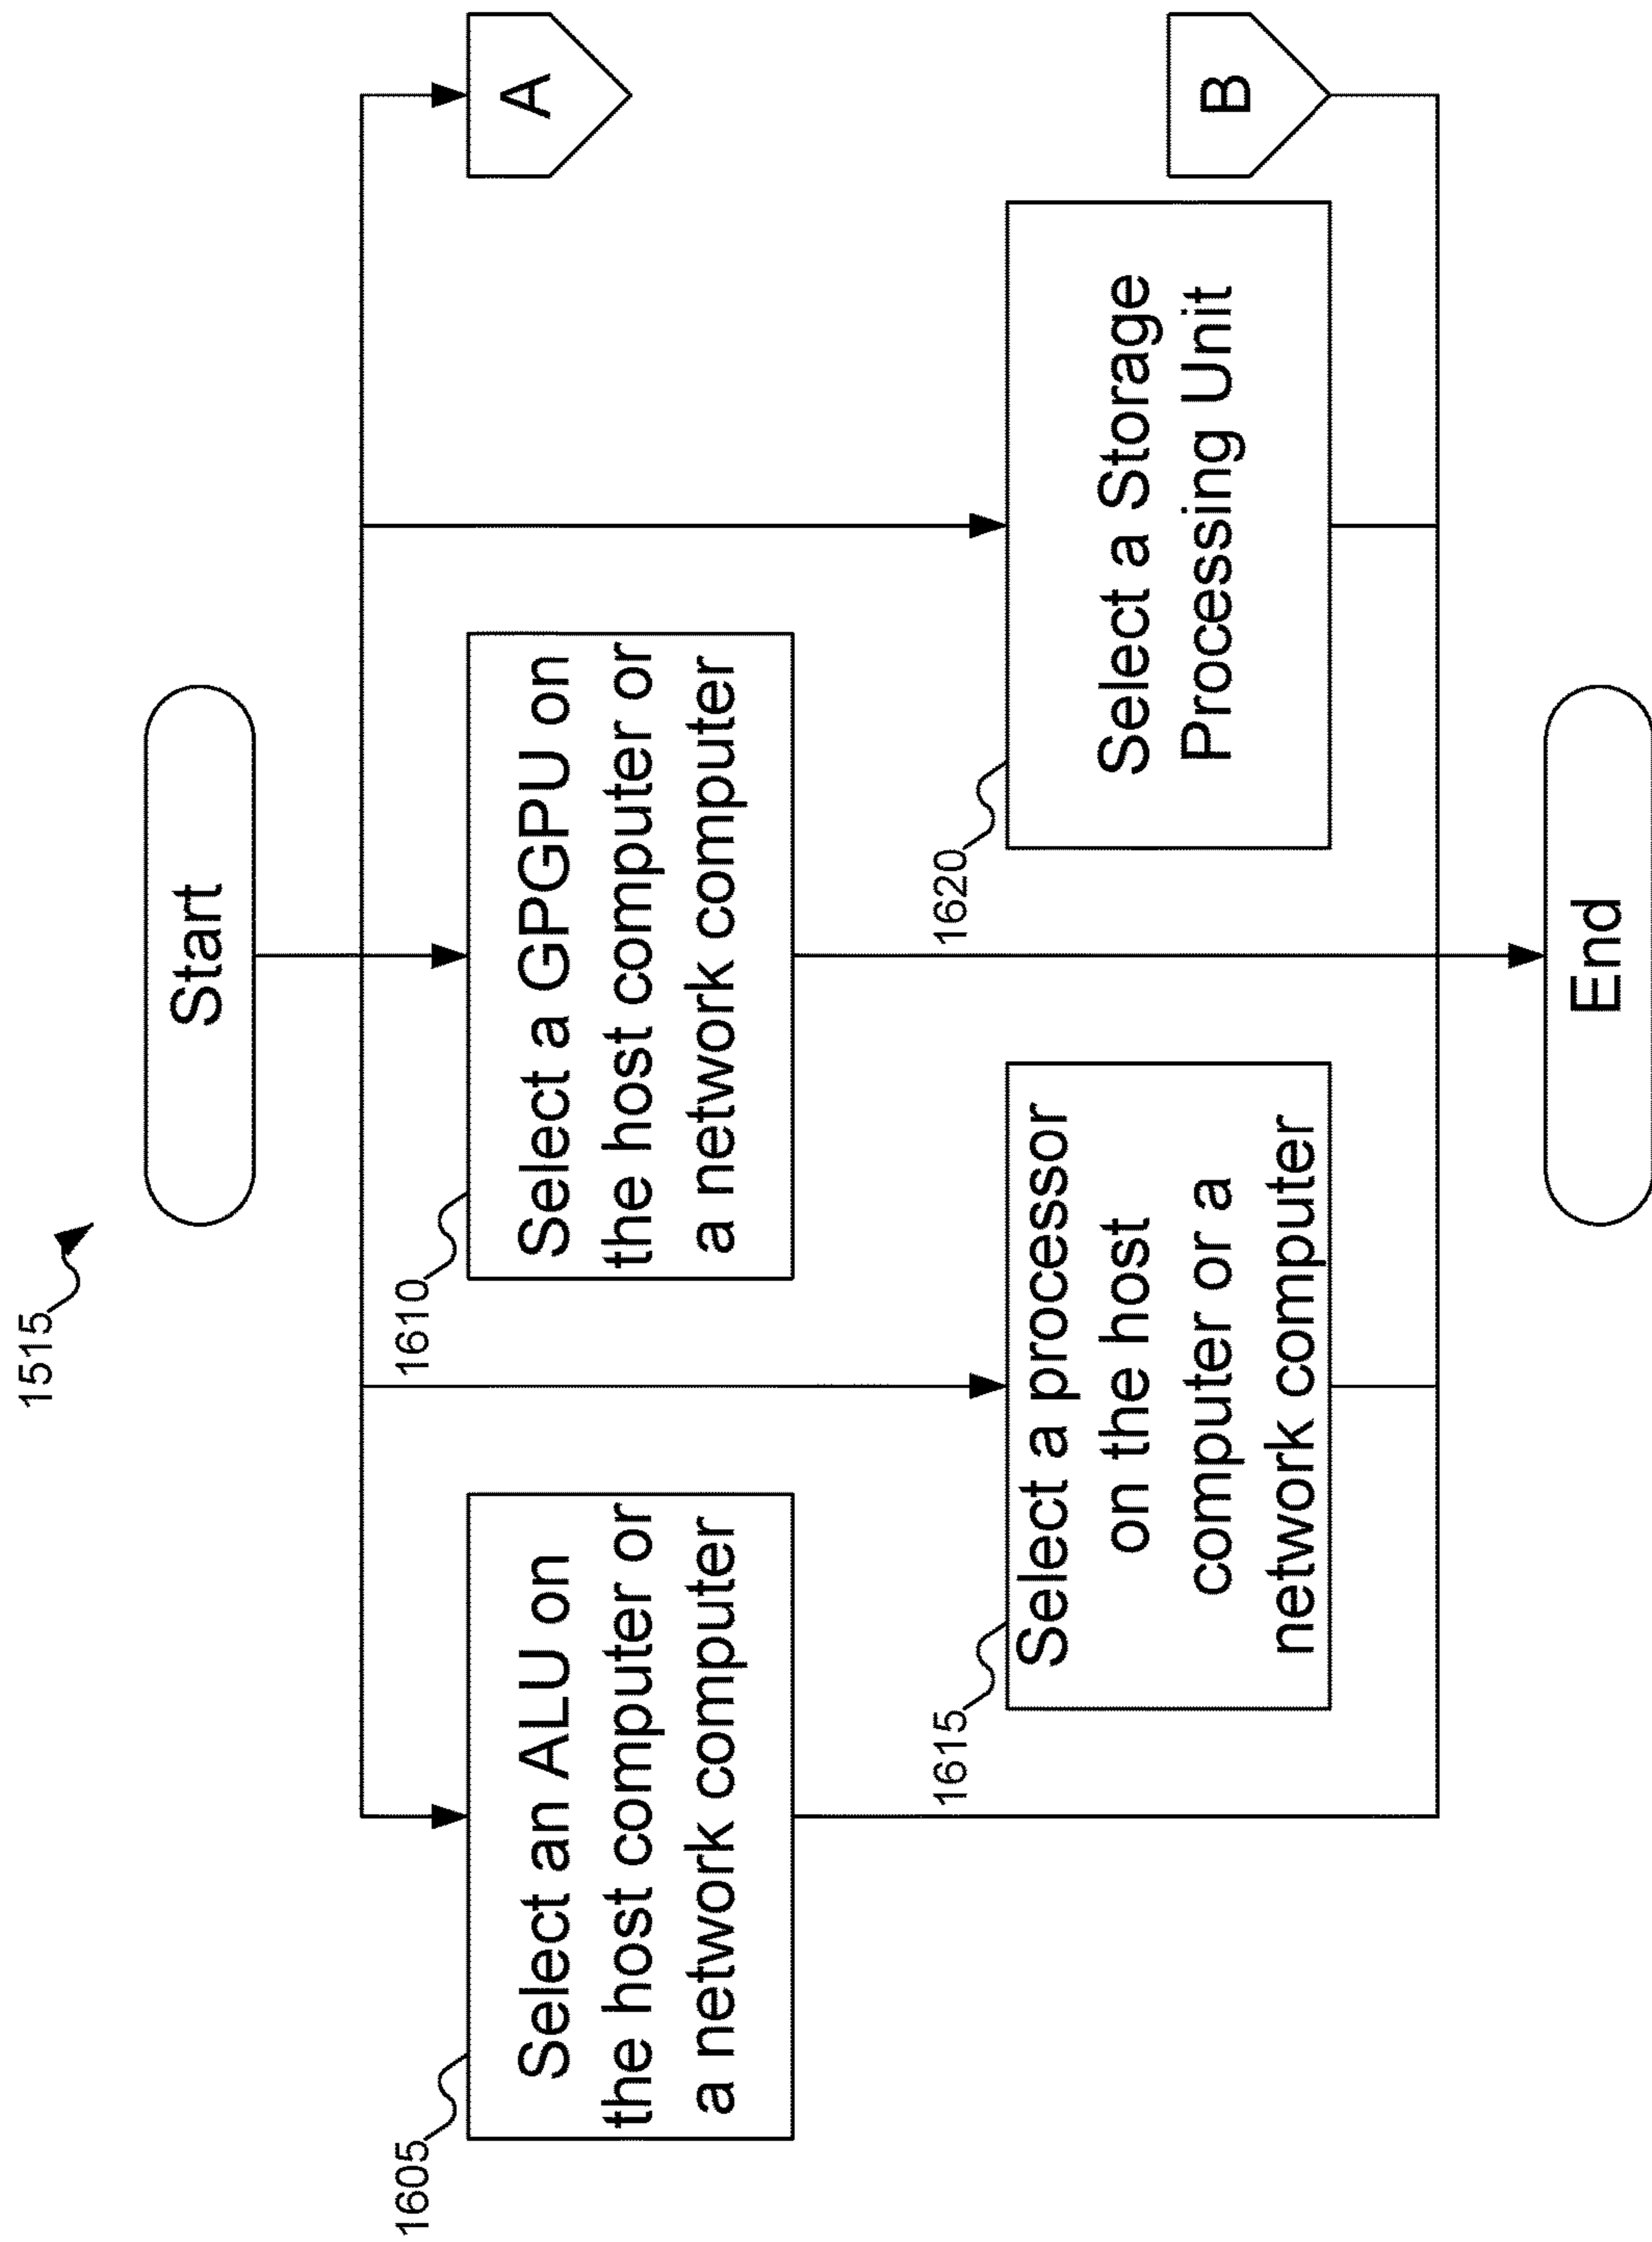 1515
Start
1605
Select an ALU on
the host computer or
a network computer
1610
Select a GPGPU on
the host computer or
a network computer
A
1615
Select a processor
on the host
computer or a
network computer
1620
Select a Storage
Processing Unit
B
End